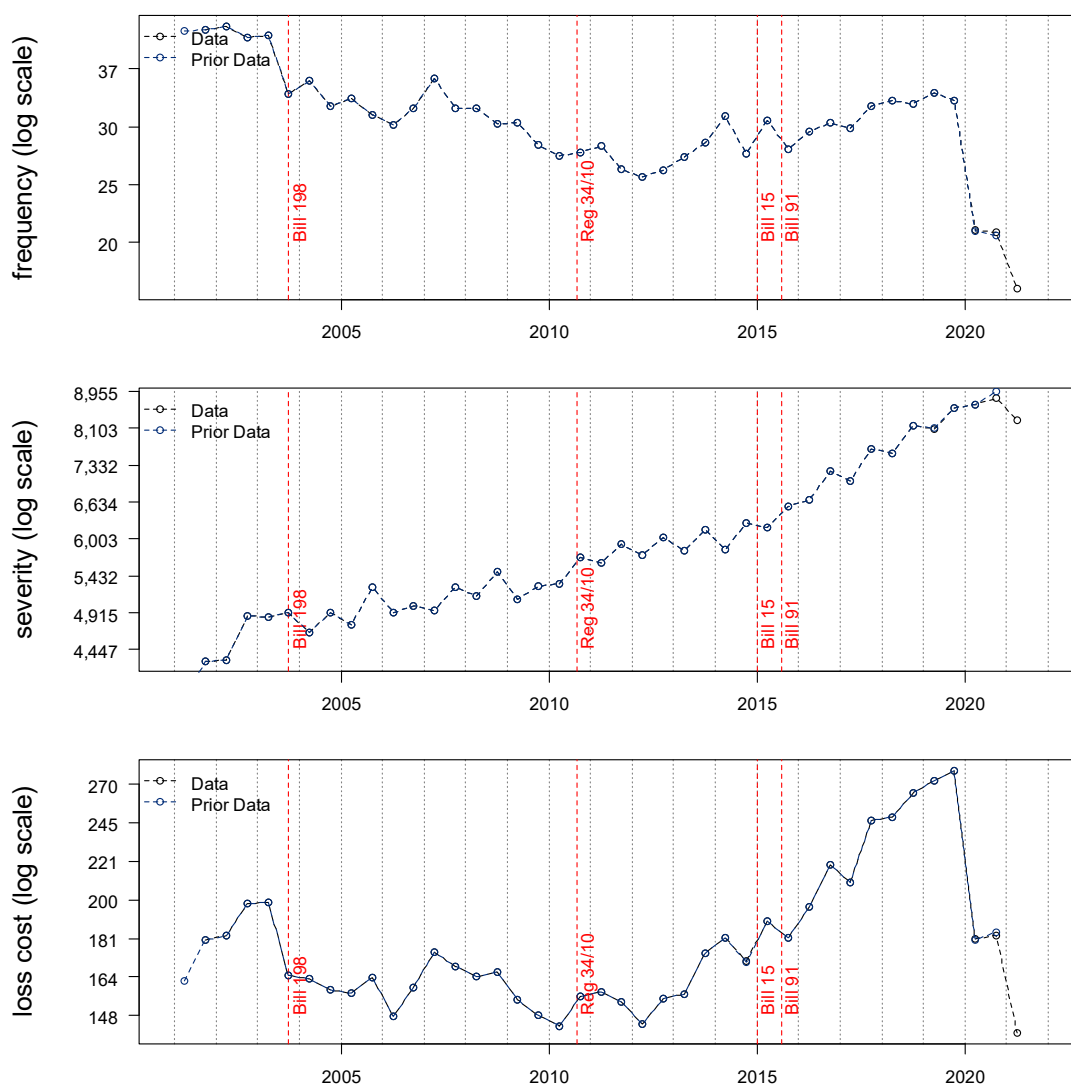 frequency (log scale)
37
30
25
20
Data
Prior Data
Bill 198
Reg 34/10
Bill 15
Bill 91
2005
2010
2015
2020
severity (log scale)
8,955
8,103
7,332
6,634
6,003
5,432
4,915
4,447
Data
Prior Data
Bill 198
Reg 34/10
Bill 15
Bill 91
2005
2010
2015
2020
loss cost (log scale)
270
245
221
200
181
164
148
Data
Prior Data
Bill 198
Reg 34/10
Bill 15
Bill 91
2005
2010
2015
2020